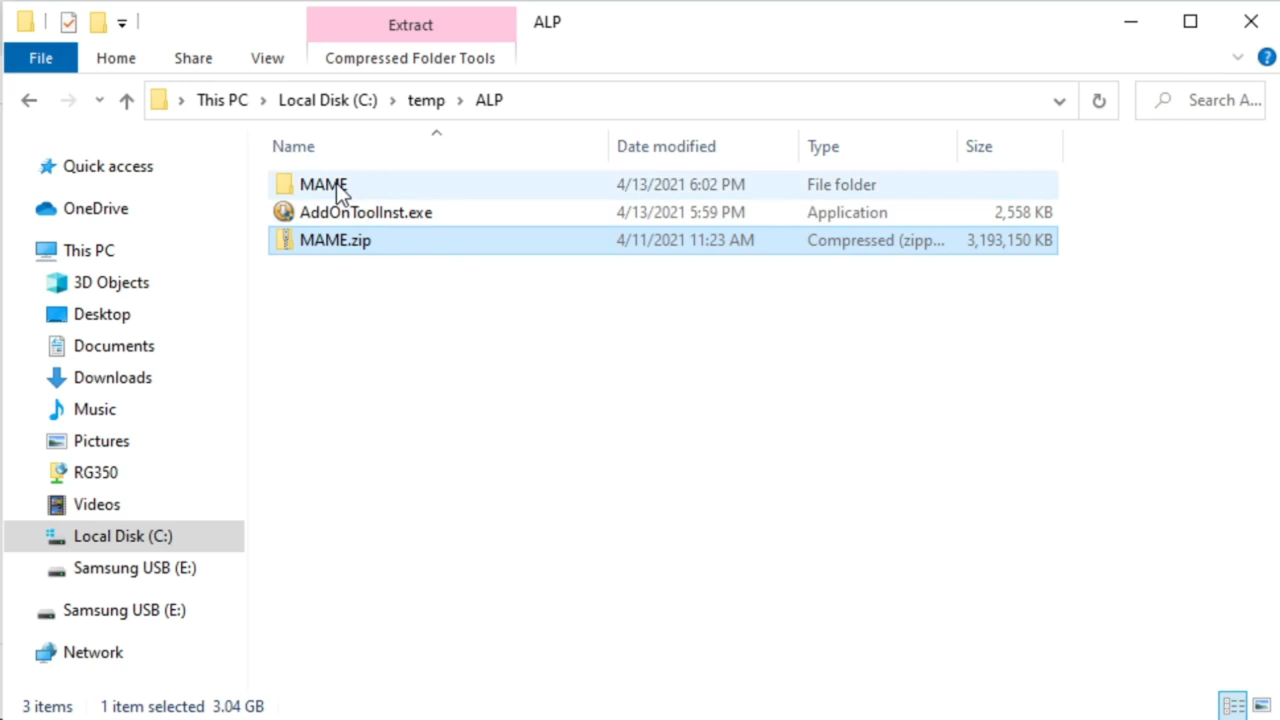 Extract
ALP
File
Home
Share
View
Compressed Folder Tools
This PC
Local Disk (C:)
temp
ALP
Search A...
Name
Date modified
Type
Size
MAME
4/13/2021 6:02 PM
File folder
AddOnToolInst.exe
4/13/2021 5:59 PM
Application
2,558 KB
MAME.zip
4/11/2021 11:23 AM
Compressed (zipp...
3,193,150 KB
Quick access
OneDrive
This PC
3D Objects
Desktop
Documents
Downloads
Music
Pictures
RG350
Videos
Local Disk (C:)
Samsung USB (E:)
Samsung USB (E:)
Network
3 items
1 item selected 3.04 GB